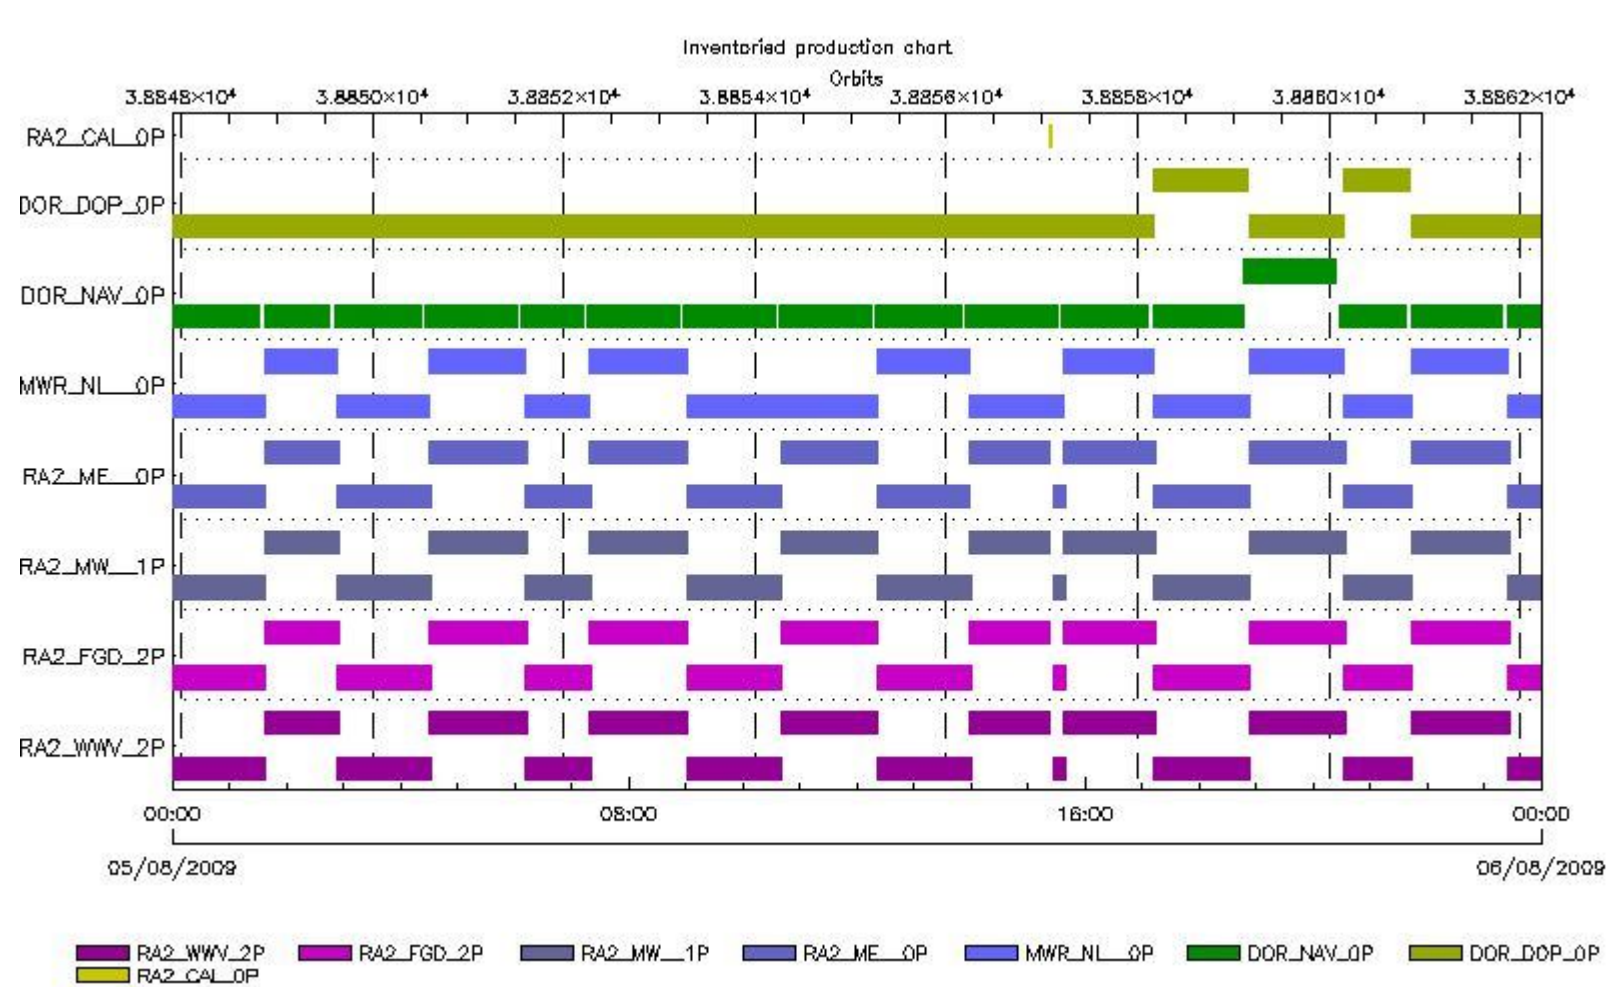 Inventoried production chart
Orbits
3.8848×10⁴ 3.8850×10⁴ 3.8852×10⁴ 3.8854×10⁴ 3.8856×10⁴ 3.8858×10⁴ 3.8860×10⁴ 3.8862×10⁴
RA2_CAL_0P
DOR_DOP_0P
DOR_NAV_0P
MWR_NL__0P
RA2_ME__0P
RA2_MW__1P
RA2_FGD_2P
RA2_WWV_2P
00:00 08:00 16:00 00:00
05/08/2009 06/08/2009
RA2_WWV_2P RA2_FGD_2P RA2_MW__1P RA2_ME__0P MWR_NL__0P DOR_NAV_0P DOR_DOP_0P
RA2_CAL_0P